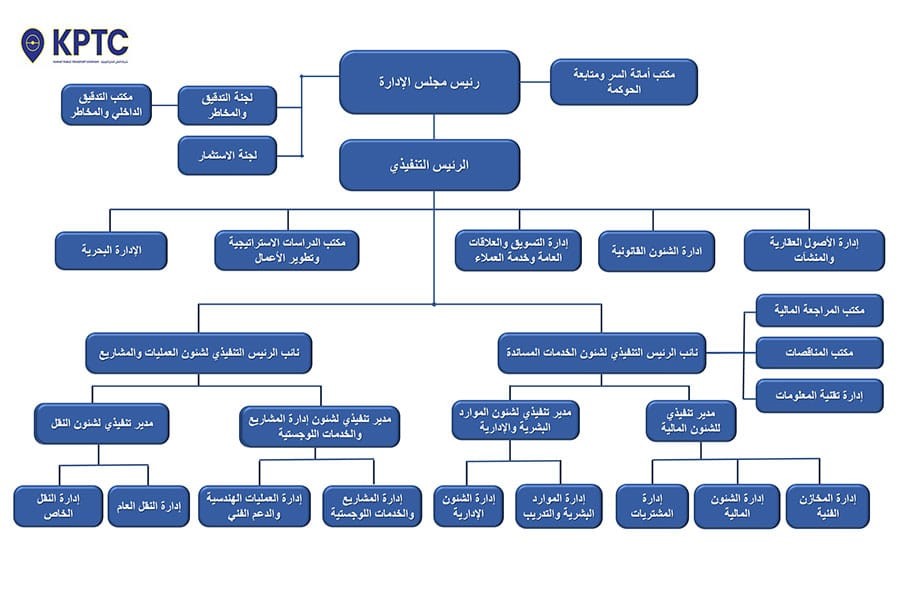 KPTC
رئيس مجلس الإدارة
مكتب أمانة السر ومتابعة
الحوكمة
لجنة التدقيق
والمخاطر
مكتب التدقيق
الداخلي والمخاطر
لجنة الاستثمار
الرئيس التنفيذي
إدارة الأصول العقارية
والمنشآت
ادارة الشئون القانونية
إدارة التسويق والعلاقات
العامة وخدمة العملاء
مكتب الدراسات الاستراتيجية
وتطوير الأعمال
الإدارة البحرية
مكتب المراجعة المالية
مكتب المناقصات
إدارة تقنية المعلومات
نائب الرئيس التنفيذي لشئون الخدمات المساندة
نائب الرئيس التنفيذي لشئون العمليات والمشاريع
مدير تنفيذي
للشئون المالية
مدير تنفيذي لشئون الموارد
البشرية والإدارية
مدير تنفيذي لشئون إدارة المشاريع
والخدمات اللوجستية
مدير تنفيذي لشئون النقل
إدارة المخازن
الفنية
إدارة الشئون
المالية
إدارة
المشتريات
إدارة الموارد
البشرية والتدريب
إدارة الشئون
الإدارية
إدارة المشاريع
والخدمات اللوجستية
إدارة العمليات الهندسية
والدعم الفني
إدارة النقل العام
إدارة النقل
الخاص